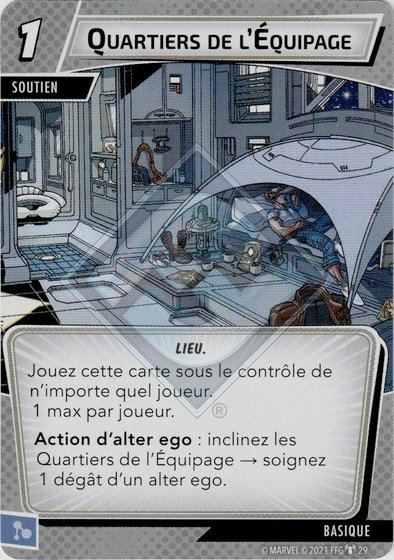 1
QUARTIERS DE L'ÉQUIPAGE
SOUTIEN
LIEU.
Jouez cette carte sous le contrôle de
n'importe quel joueur.
1 max par joueur.
®
Action d'alter ego : inclinez les
Quartiers de l'Équipage → soignez
1 dégât d'un alter ego.
BASIQUE
© MARVEL © 2021 FFG 29